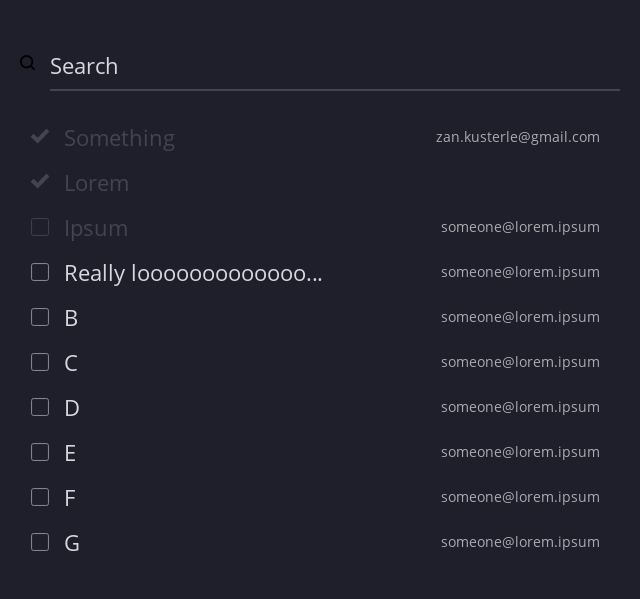 Search
Something zan.kusterle@gmail.com
Lorem
Ipsum someone@lorem.ipsum
Really looooooooooooo... someone@lorem.ipsum
B someone@lorem.ipsum
C someone@lorem.ipsum
D someone@lorem.ipsum
E someone@lorem.ipsum
F someone@lorem.ipsum
G someone@lorem.ipsum